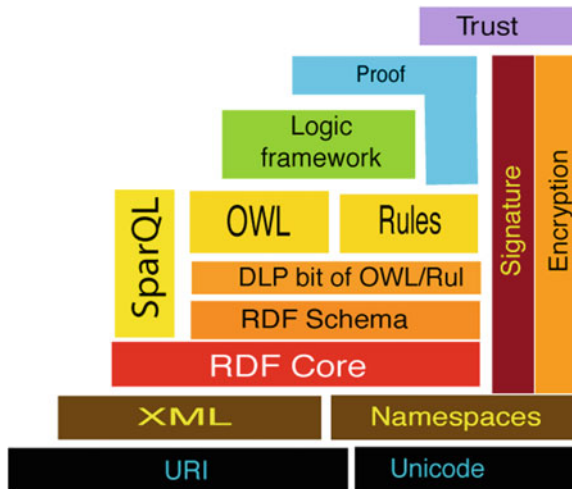 Trust
Proof
Logic
framework
SparQL
OWL
Rules
Signature
Encryption
DLP bit of OWL/Rul
RDF Schema
RDF Core
XML
Namespaces
URI
Unicode